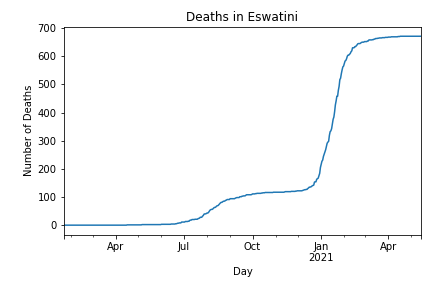 Deaths in Eswatini
700
600
500
400
300
200
100
0
Number of Deaths
Apr
Jul
Oct
Jan
2021
Apr
Day